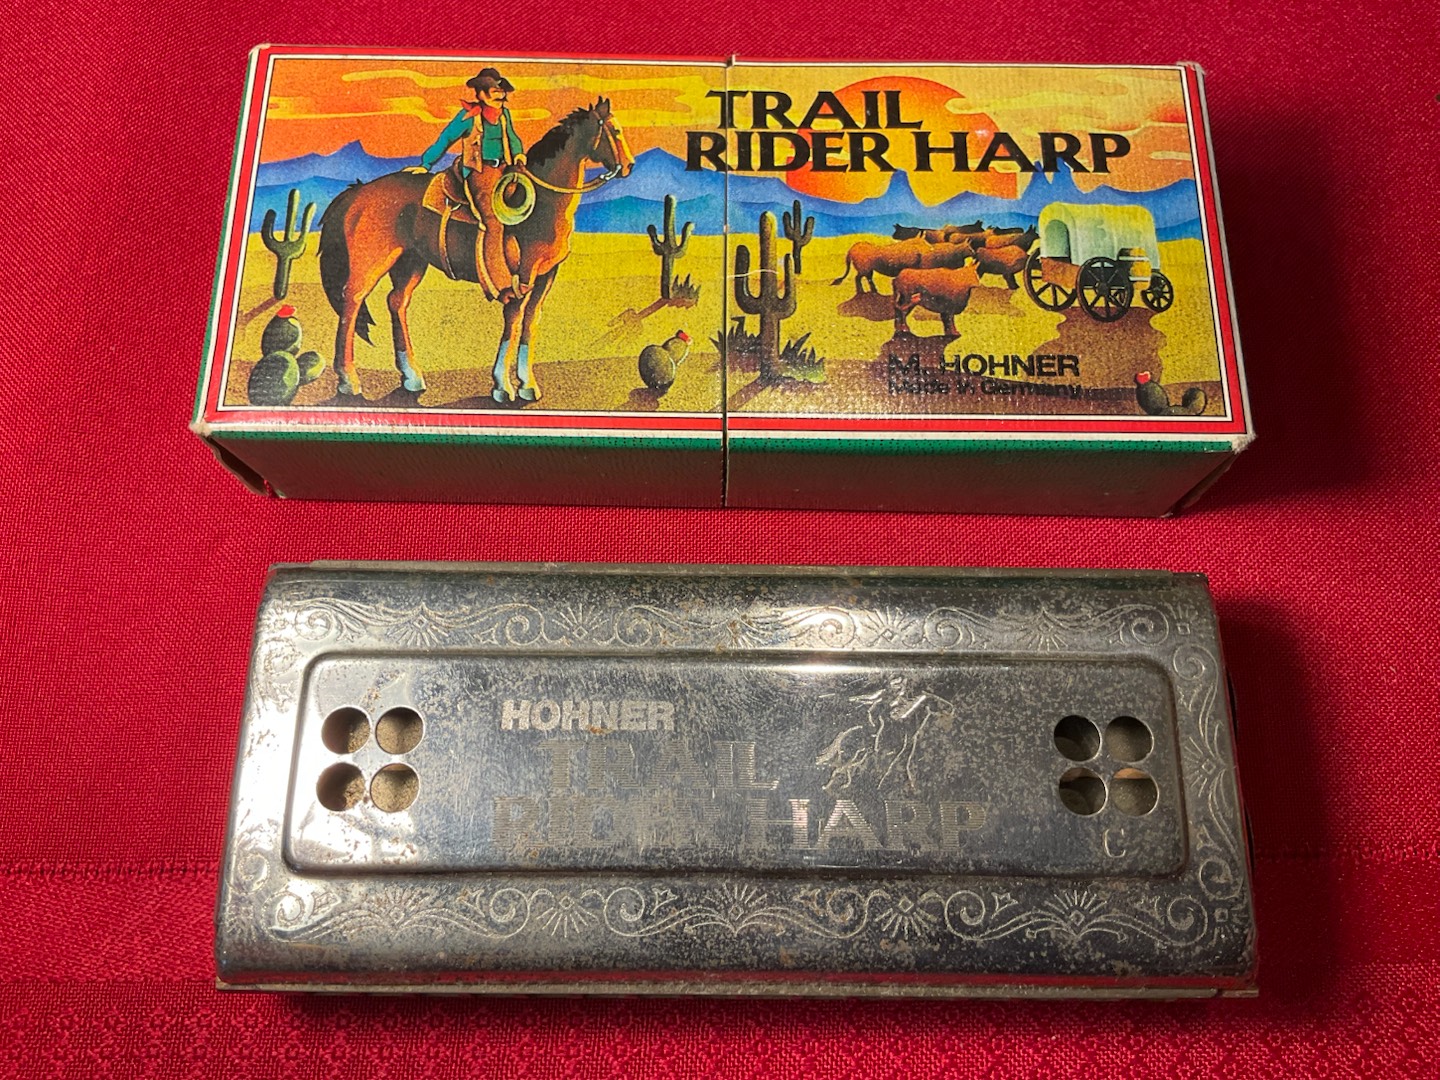 TRAIL
RIDER HARP
M. HOHNER
Made in Germany
HOHNER
TRAIL
RIDER HARP
C